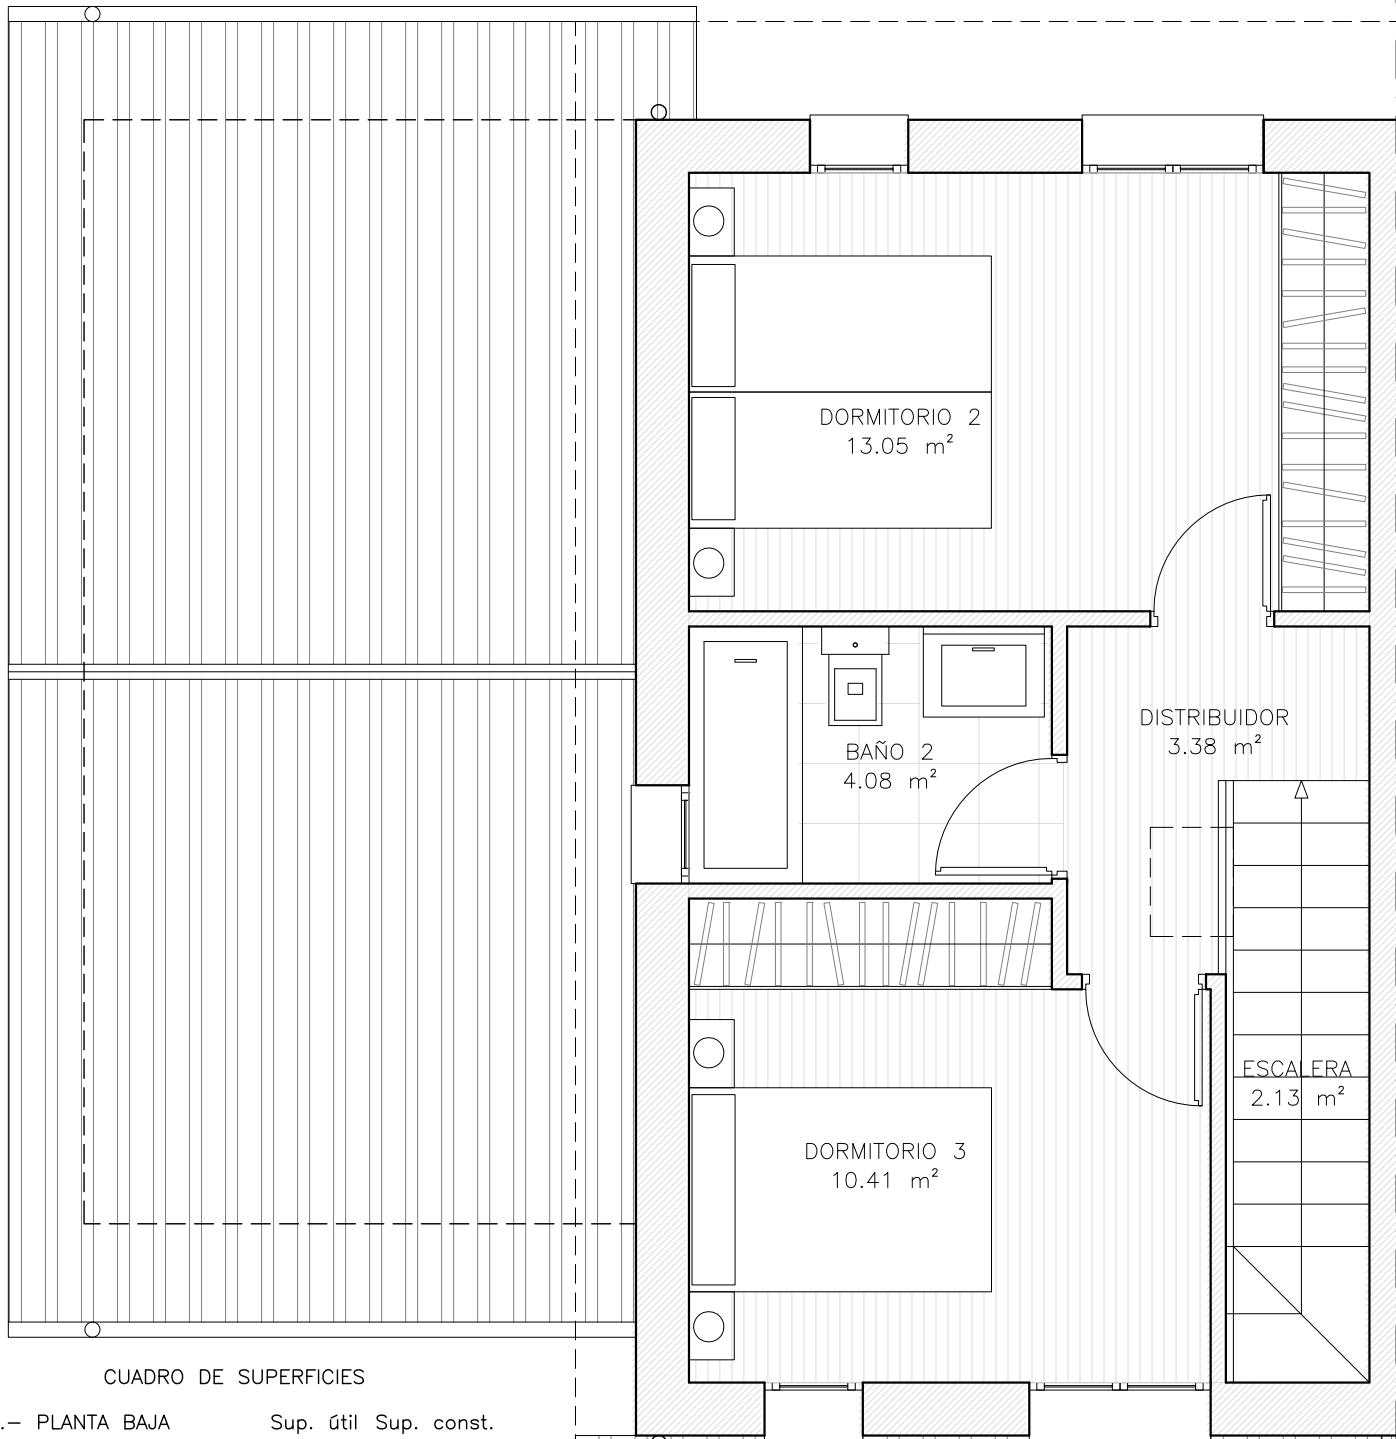 DORMITORIO 2
13.05 m²
DISTRIBUIDOR
3.38 m²
BAÑO 2
4.08 m²
ESCALERA
2.13 m²
DORMITORIO 3
10.41 m²
CUADRO DE SUPERFICIES
.- PLANTA BAJA Sup. útil Sup. const.